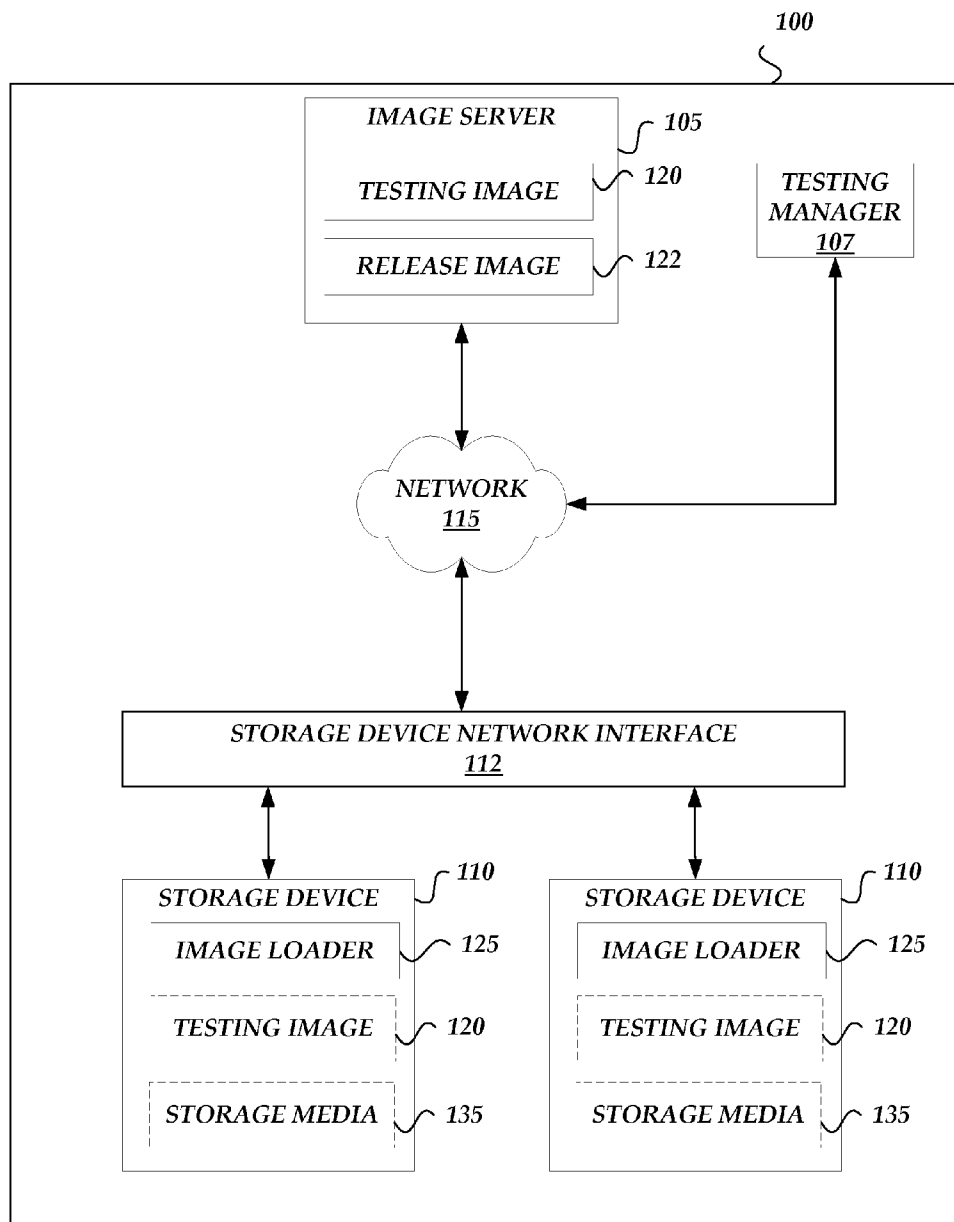 100
IMAGE SERVER
105
TESTING IMAGE
120
RELEASE IMAGE
122
TESTING
MANAGER
107
NETWORK
115
STORAGE DEVICE NETWORK INTERFACE
112
STORAGE DEVICE
110
IMAGE LOADER
125
TESTING IMAGE
120
STORAGE MEDIA
135
STORAGE DEVICE
110
IMAGE LOADER
125
TESTING IMAGE
120
STORAGE MEDIA
135